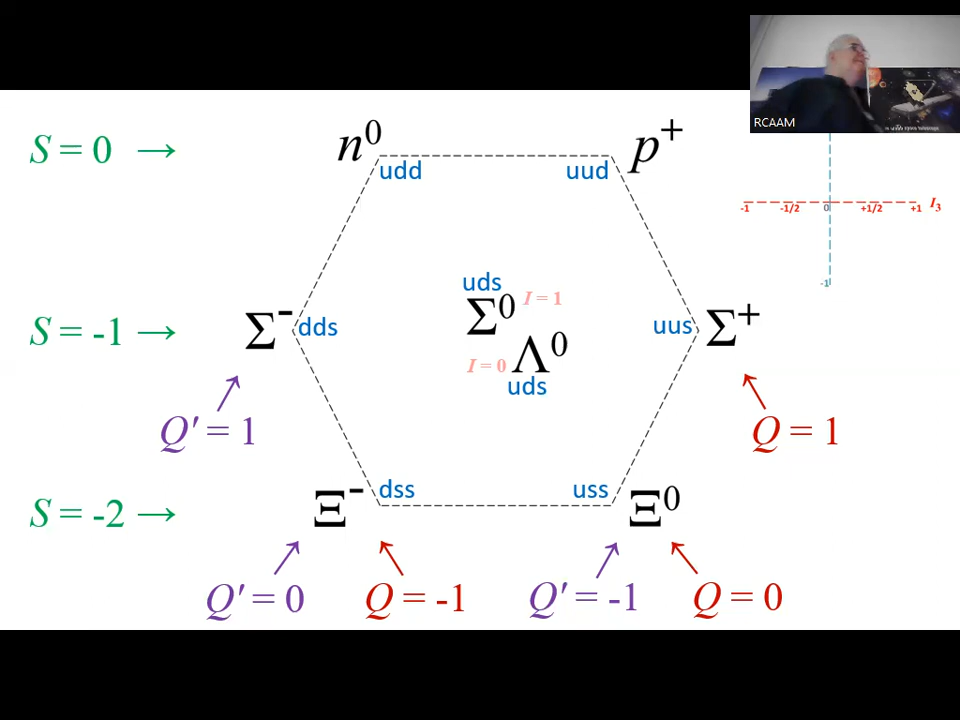 RCAAM
S = 0 → n⁰ p⁺
udd uud
-1 -1/2 0 +1/2 +1 I₃
-1
uds
Σ⁰ I = 1
S = -1 → Σ⁻ dds uus Σ⁺
I = 0 Λ⁰
uds
Q' = 1 Q = 1
dss uss
S = -2 → Ξ⁻ Ξ⁰
Q' = 0 Q = -1 Q' = -1 Q = 0